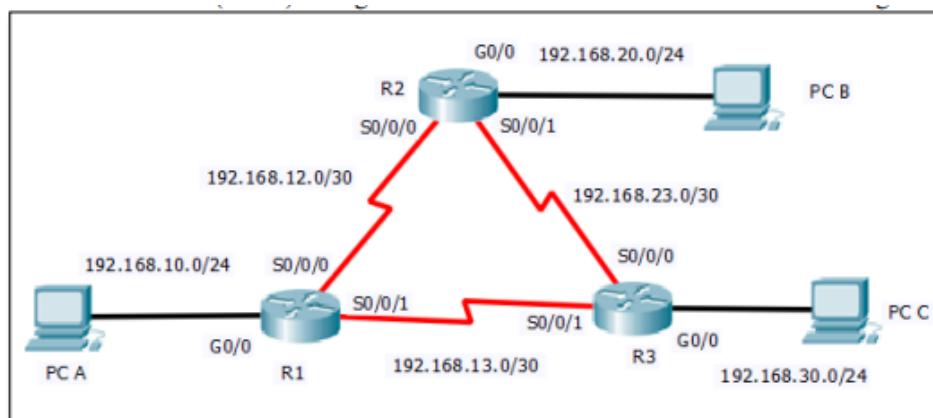 G0/0
192.168.20.0/24
R2
PC B
S0/0/0
S0/0/1
192.168.12.0/30
192.168.23.0/30
192.168.10.0/24
S0/0/0
S0/0/0
S0/0/1
S0/0/1
PC C
G0/0
R3
G0/0
PC A
R1
192.168.13.0/30
192.168.30.0/24